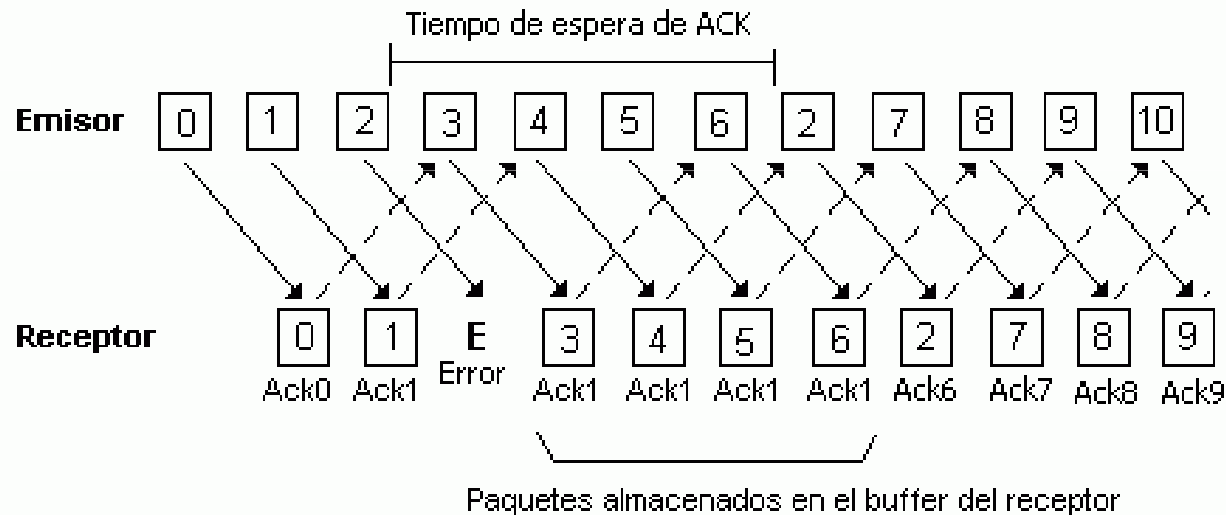 Tiempo de espera de ACK
Emisor 0 1 2 3 4 5 6 2 7 8 9 10
Receptor 0 1 E 3 4 5 6 2 7 8 9
Error
Ack0 Ack1 Ack1 Ack1 Ack1 Ack1 Ack6 Ack7 Ack8 Ack9
Paquetes almacenados en el buffer del receptor